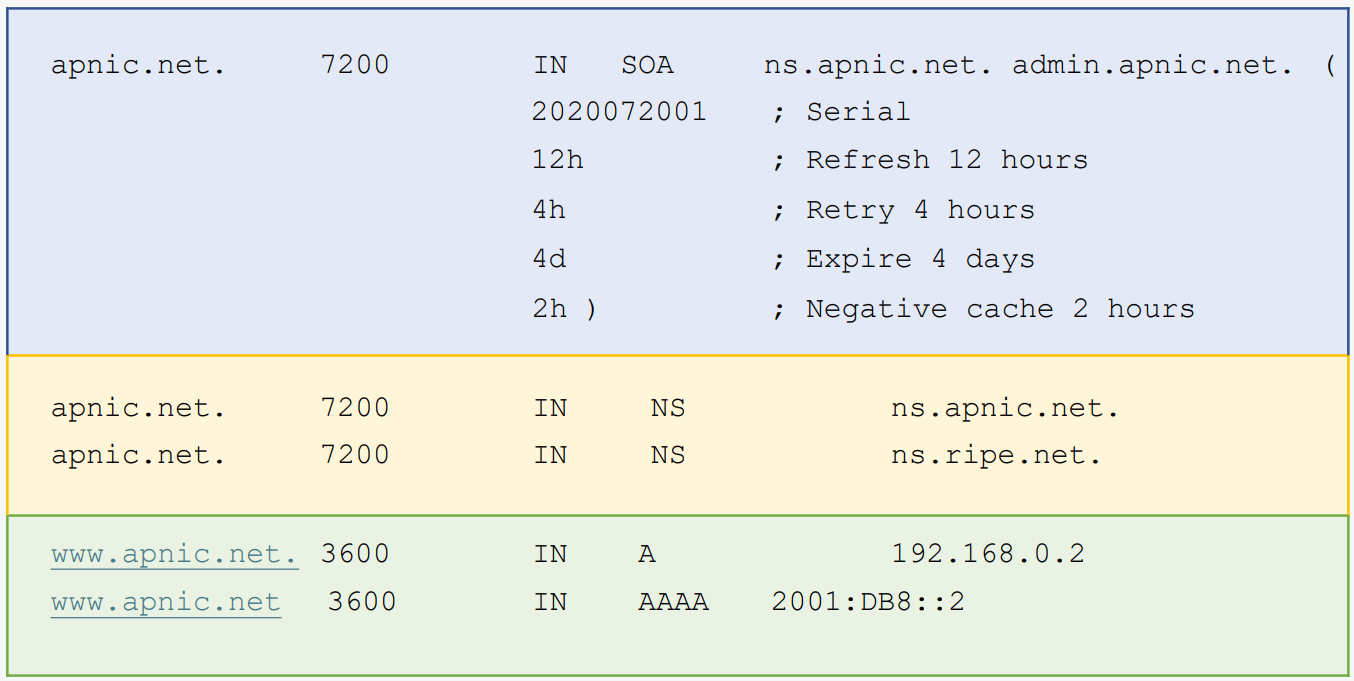 apnic.net. 7200 IN SOA ns.apnic.net. admin.apnic.net. (
2020072001 ; Serial
12h ; Refresh 12 hours
4h ; Retry 4 hours
4d ; Expire 4 days
2h ) ; Negative cache 2 hours
apnic.net. 7200 IN NS ns.apnic.net.
apnic.net. 7200 IN NS ns.ripe.net.
www.apnic.net. 3600 IN A 192.168.0.2
www.apnic.net 3600 IN AAAA 2001:DB8::2